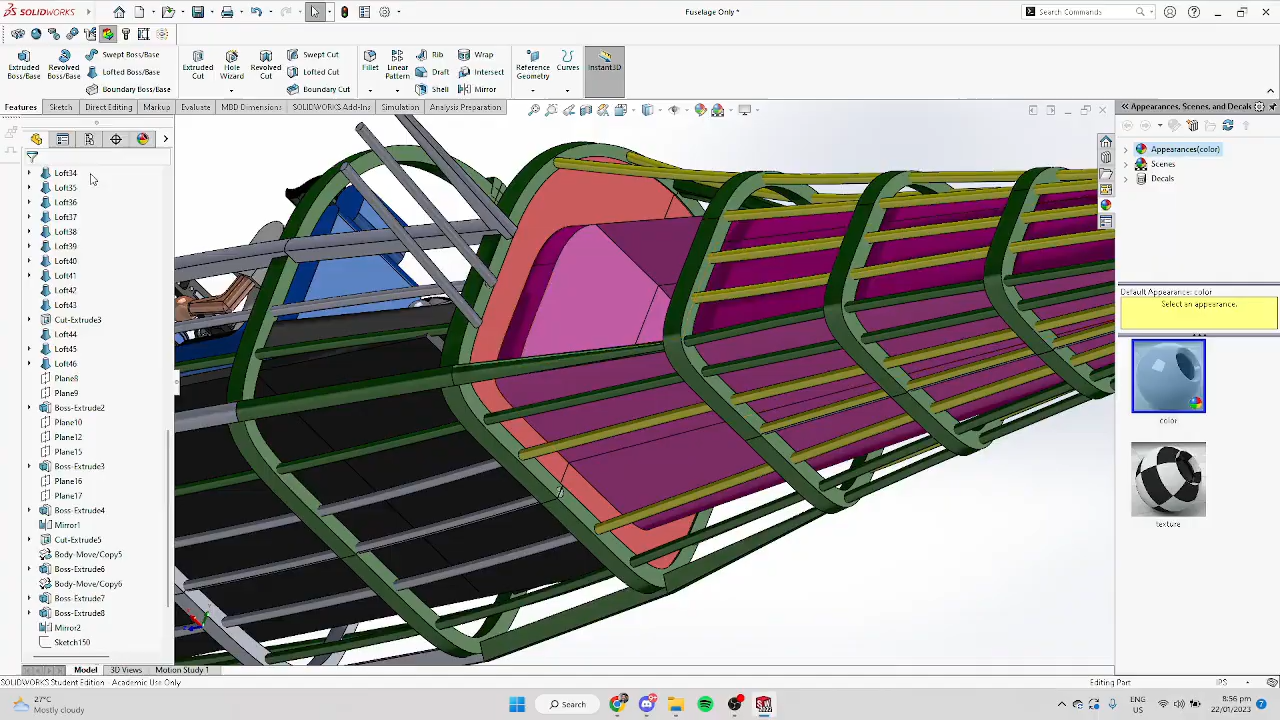 SOLIDWORKS
Fuselage Only *
Search Commands
Extruded Boss/Base
Revolved Boss/Base
Swept Boss/Base
Lofted Boss/Base
Boundary Boss/Base
Extruded Cut
Hole Wizard
Revolved Cut
Swept Cut
Lofted Cut
Boundary Cut
Fillet
Linear Pattern
Rib
Draft
Shell
Wrap
Intersect
Mirror
Reference Geometry
Curves
Instant3D
Features
Sketch
Direct Editing
Markup
Evaluate
MBD Dimensions
SOLIDWORKS Add-Ins
Simulation
Analysis Preparation
Loft34
Loft35
Loft36
Loft37
Loft38
Loft39
Loft40
Loft41
Loft42
Loft43
Cut-Extrude3
Loft44
Loft45
Loft46
Plane8
Plane9
Boss-Extrude2
Plane10
Plane12
Plane15
Boss-Extrude3
Plane16
Plane17
Boss-Extrude4
Mirror1
Cut-Extrude5
Body-Move/Copy5
Boss-Extrude6
Body-Move/Copy6
Boss-Extrude7
Boss-Extrude8
Mirror2
Sketch150
Appearances, Scenes, and Decals
Appearances(color)
Scenes
Decals
Default Appearance: color
Select an appearance.
color
texture
Model
3D Views
Motion Study 1
SOLIDWORKS Student Edition - Academic Use Only
Editing Part
IPS
27°C
Mostly cloudy
Search
ENG
US
8:56 pm
22/01/2023